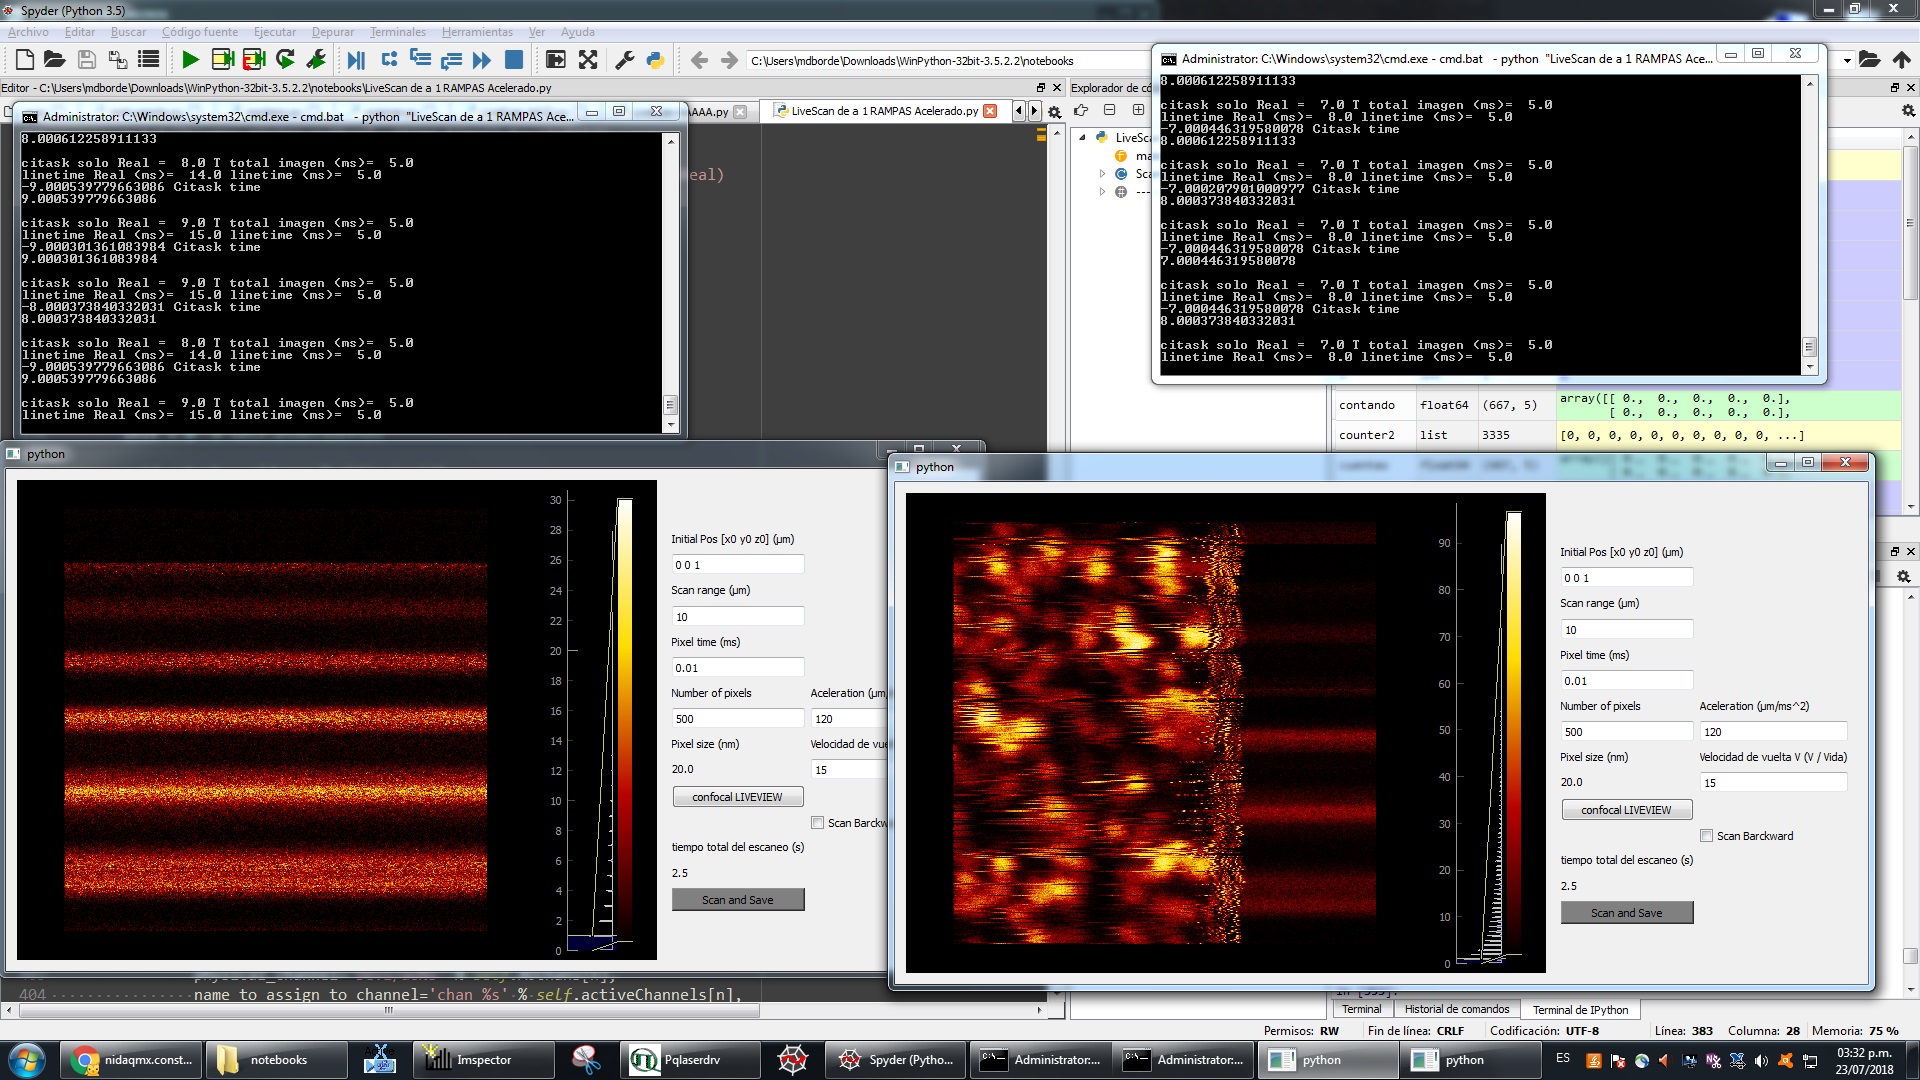 Spyder (Python 3.5)
Archivo Editar Buscar Código fuente Ejecutar Depurar Terminales Herramientas Ver Ayuda
C:\Users\mdborde\Downloads\WinPython-32bit-3.5.2.2\notebooks
Editor - C:\Users\mdborde\Downloads\WinPython-32bit-3.5.2.2\notebooks\LiveScan de a 1 RAMPAS Acelerado.py
AAAA.py
LiveScan de a 1 RAMPAS Acelerado.py
eal)
Administrator: C:\Windows\system32\cmd.exe - cmd.bat - python "LiveScan de a 1 RAMPAS Ace...
8.000612258911133
citask solo Real = 8.0 T total imagen (ms)= 5.0
linetime Real (ms)= 14.0 linetime (ms)= 5.0
-9.000539779663086 Citask time
9.000539779663086
citask solo Real = 9.0 T total imagen (ms)= 5.0
linetime Real (ms)= 15.0 linetime (ms)= 5.0
-9.000301361083984 Citask time
9.000301361083984
citask solo Real = 9.0 T total imagen (ms)= 5.0
linetime Real (ms)= 15.0 linetime (ms)= 5.0
-8.000373840332031 Citask time
8.000373840332031
citask solo Real = 8.0 T total imagen (ms)= 5.0
linetime Real (ms)= 14.0 linetime (ms)= 5.0
-9.000539779663086 Citask time
9.000539779663086
citask solo Real = 9.0 T total imagen (ms)= 5.0
linetime Real (ms)= 15.0 linetime (ms)= 5.0
Explorador de có
LiveSca
ma
Sca
---
Administrator: C:\Windows\system32\cmd.exe - cmd.bat - python "LiveScan de a 1 RAMPAS Ace...
8.000612258911133
citask solo Real = 7.0 T total imagen (ms)= 5.0
linetime Real (ms)= 8.0 linetime (ms)= 5.0
-7.000446319580078 Citask time
8.000612258911133
citask solo Real = 7.0 T total imagen (ms)= 5.0
linetime Real (ms)= 8.0 linetime (ms)= 5.0
-7.000207901000977 Citask time
8.000373840332031
citask solo Real = 7.0 T total imagen (ms)= 5.0
linetime Real (ms)= 8.0 linetime (ms)= 5.0
-7.000446319580078 Citask time
7.000446319580078
citask solo Real = 7.0 T total imagen (ms)= 5.0
linetime Real (ms)= 8.0 linetime (ms)= 5.0
-7.000446319580078 Citask time
8.000373840332031
citask solo Real = 7.0 T total imagen (ms)= 5.0
linetime Real (ms)= 8.0 linetime (ms)= 5.0
contando float64 (667, 5) array([[ 0., 0., 0., 0., 0.],
[ 0., 0., 0., 0., 0.],
counter2 list 3335 [0, 0, 0, 0, 0, 0, 0, 0, 0, 0, ...]
python
30
28
26
24
22
20
18
16
14
12
10
8
6
4
2
0
Initial Pos [x0 y0 z0] (µm)
0 0 1
Scan range (µm)
10
Pixel time (ms)
0.01
Number of pixels Aceleration (µm,
500 120
Pixel size (nm) Velocidad de vue
20.0 15
confocal LIVEVIEW
Scan Barckw
tiempo total del escaneo (s)
2.5
Scan and Save
python
90
80
70
60
50
40
30
20
10
0
Initial Pos [x0 y0 z0] (µm)
0 0 1
Scan range (µm)
10
Pixel time (ms)
0.01
Number of pixels Aceleration (µm/ms^2)
500 120
Pixel size (nm) Velocidad de vuelta V (V / Vida)
20.0 15
confocal LIVEVIEW
Scan Barckward
tiempo total del escaneo (s)
2.5
Scan and Save
404 name_to_assign_to_channel='chan_%s' % self.activeChannels[n],
Terminal Historial de comandos Terminal de IPython
Permisos: RW Fin de línea: CRLF Codificación: UTF-8 Línea: 383 Columna: 28 Memoria: 75 %
nidaqmx.const... notebooks Imspector Pqlaserdrv Spyder (Pytho... Administrator:... Administrator:... python python ES 03:32 p.m.
23/07/2018